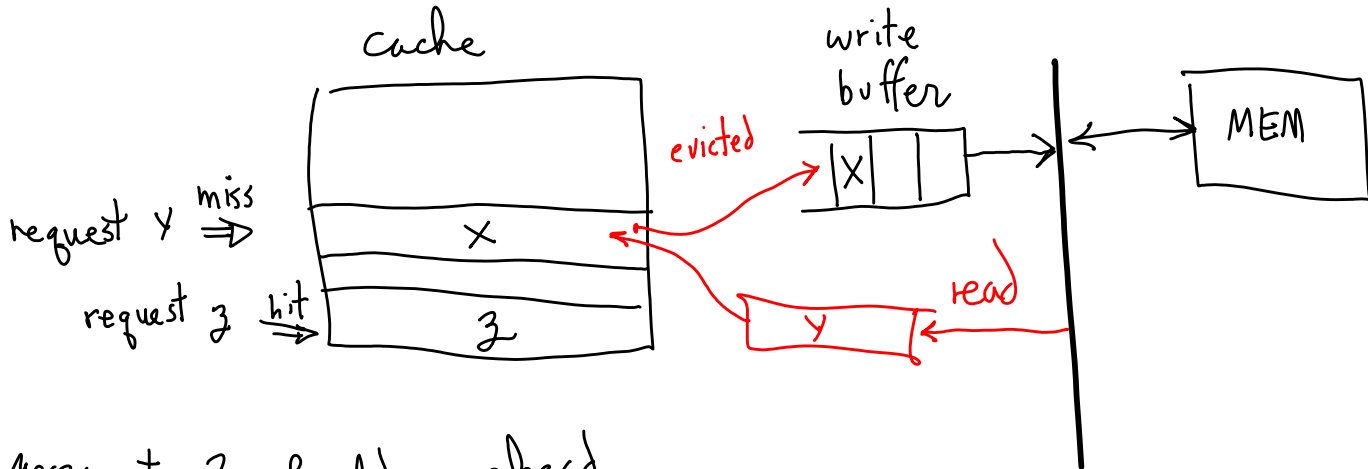 cache
write
buffer
evicted
X
MEM
request Y miss
X
request z hit
z
read
Y